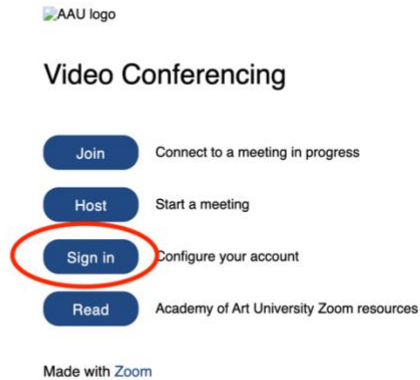 AAU logo
Video Conferencing
Join Connect to a meeting in progress
Host Start a meeting
Sign in Configure your account
Read Academy of Art University Zoom resources
Made with Zoom